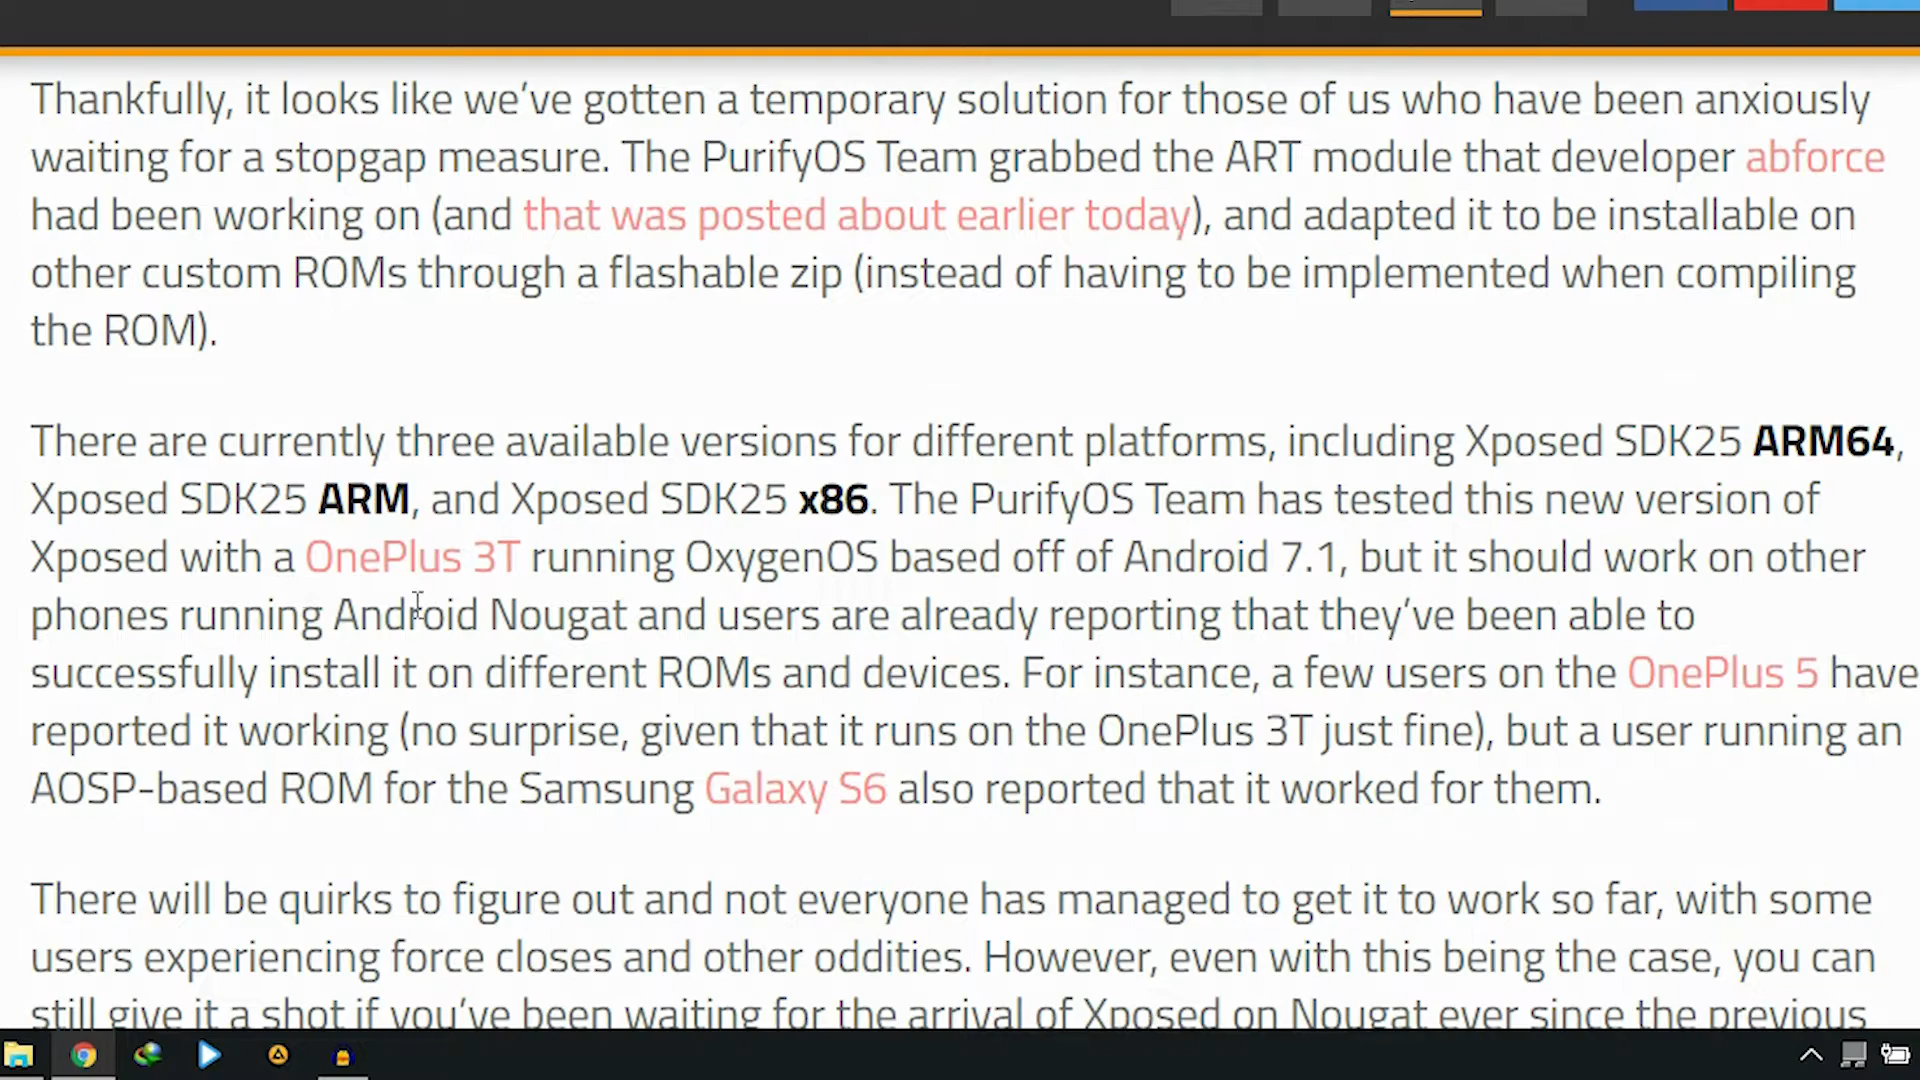 Thankfully, it looks like we’ve gotten a temporary solution for those of us who have been anxiously
waiting for a stopgap measure. The PurifyOS Team grabbed the ART module that developer abforce
had been working on (and that was posted about earlier today), and adapted it to be installable on
other custom ROMs through a flashable zip (instead of having to be implemented when compiling
the ROM).
There are currently three available versions for different platforms, including Xposed SDK25 ARM64,
Xposed SDK25 ARM, and Xposed SDK25 x86. The PurifyOS Team has tested this new version of
Xposed with a OnePlus 3T running OxygenOS based off of Android 7.1, but it should work on other
phones running Android Nougat and users are already reporting that they’ve been able to
successfully install it on different ROMs and devices. For instance, a few users on the OnePlus 5 have
reported it working (no surprise, given that it runs on the OnePlus 3T just fine), but a user running an
AOSP-based ROM for the Samsung Galaxy S6 also reported that it worked for them.
There will be quirks to figure out and not everyone has managed to get it to work so far, with some
users experiencing force closes and other oddities. However, even with this being the case, you can
still give it a shot if you’ve been waiting for the arrival of Xposed on Nougat ever since the previous